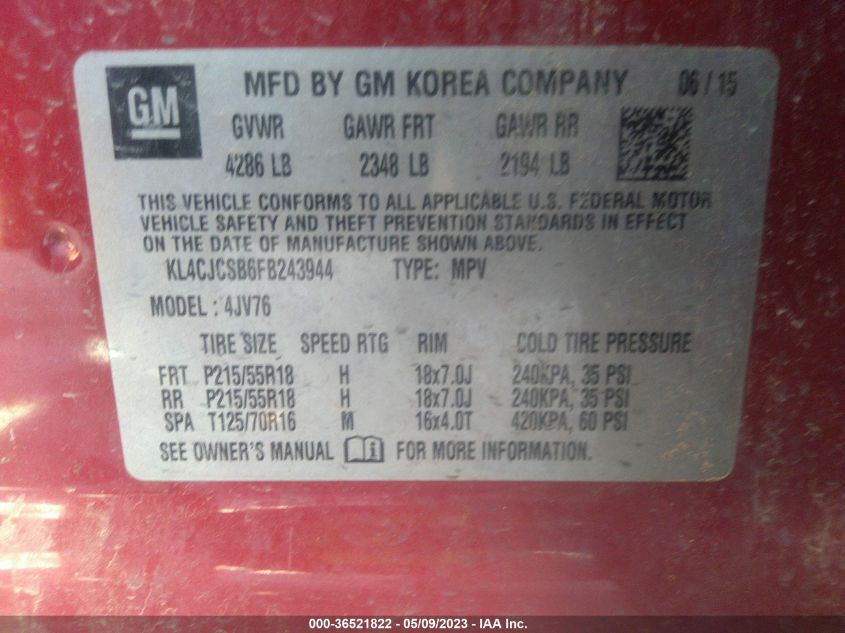 GM
MFD BY GM KOREA COMPANY 06/15
GVWR GAWR FRT GAWR RR
4286 LB 2348 LB 2194 LB
THIS VEHICLE CONFORMS TO ALL APPLICABLE U.S. FEDERAL MOTOR
VEHICLE SAFETY AND THEFT PREVENTION STANDARDS IN EFFECT
ON THE DATE OF MANUFACTURE SHOWN ABOVE.
KL4CJCSB6FB243944 TYPE: MPV
MODEL: 4JV76
TIRE SIZE SPEED RTG RIM COLD TIRE PRESSURE
FRT P215/55R18 H 18x7.0J 240KPA, 35 PSI
RR P215/55R18 H 18x7.0J 240KPA, 35 PSI
SPA T125/70R16 M 16x4.0T 420KPA, 60 PSI
SEE OWNER'S MANUAL i FOR MORE INFORMATION.
000-36521822 - 05/09/2023 - IAA Inc.